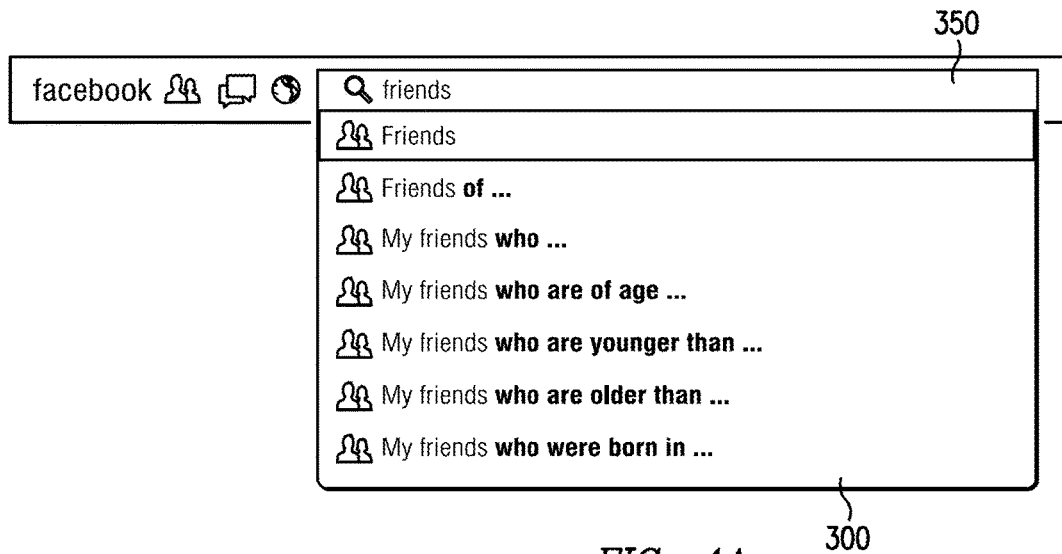 350
facebook friends
Friends
Friends of ...
My friends who ...
My friends who are of age ...
My friends who are younger than ...
My friends who are older than ...
My friends who were born in ...
300